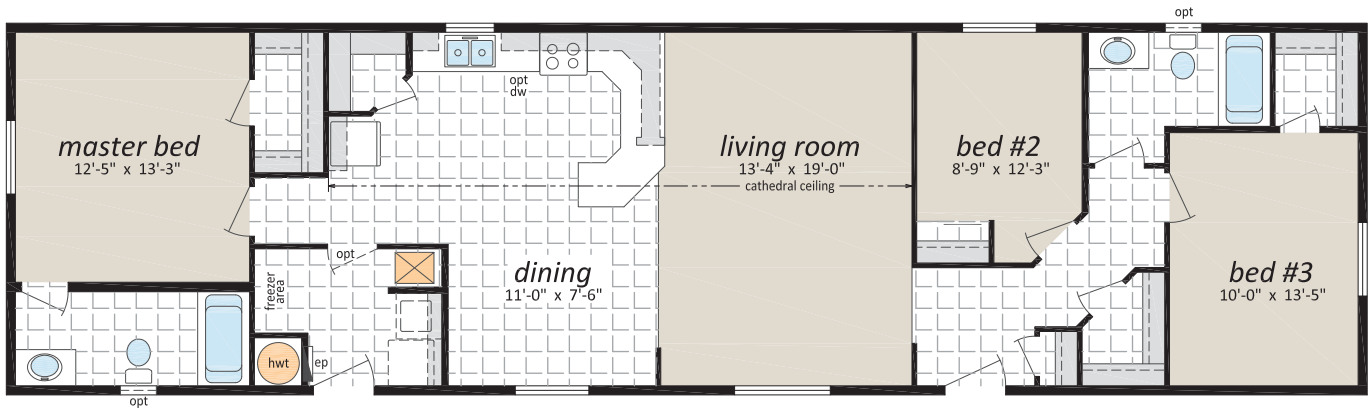 opt
master bed
12'-5" x 13'-3"
opt
dw
living room
13'-4" x 19'-0"
cathedral ceiling
bed #2
8'-9" x 12'-3"
opt
freezer
area
dining
11'-0" x 7'-6"
bed #3
10'-0" x 13'-5"
hwt
ep
opt